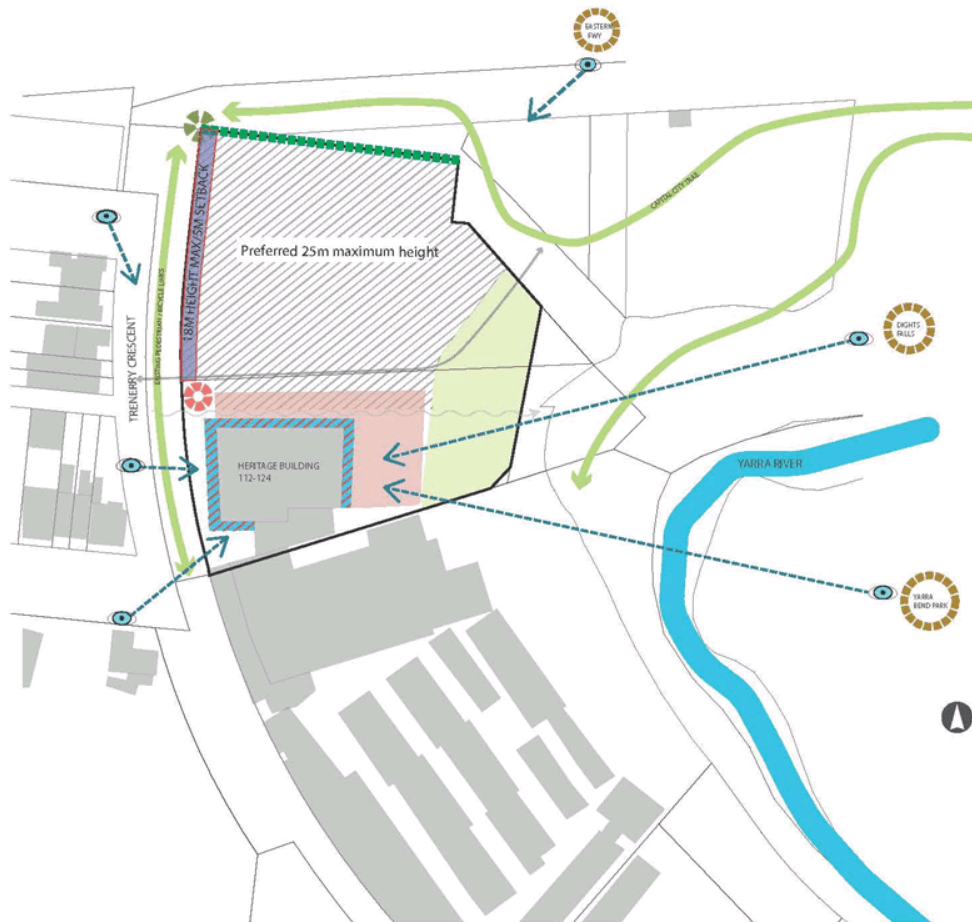 EASTERN
FWY
CAPITAL CITY TRAIL
18M HEIGHT MAX/5M SETBACK
Preferred 25m maximum height
EXISTING PEDESTRIAN / BICYCLE LINKS
TRENERRY CRESCENT
DIGHTS
FALLS
HERITAGE BUILDING
112-124
YARRA RIVER
YARRA
BEND PARK